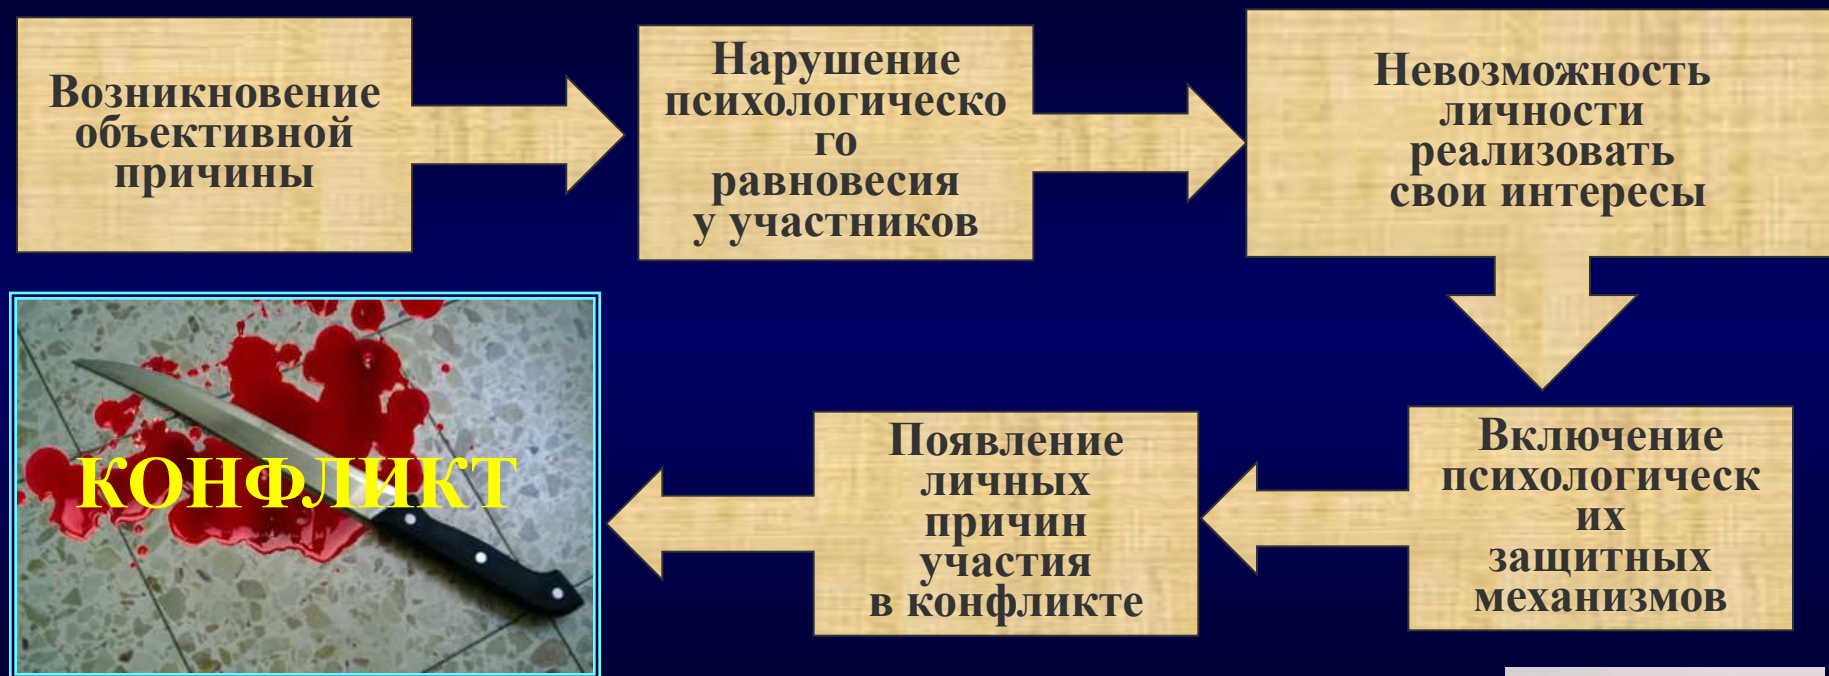 Возникновение
объективной
причины
Нарушение
психологическо
го
равновесия
у участников
Невозможность
личности
реализовать
свои интересы
Включение
психологическ
их
защитных
механизмов
Появление
личных
причин
участия
в конфликте
КОНФЛИКТ